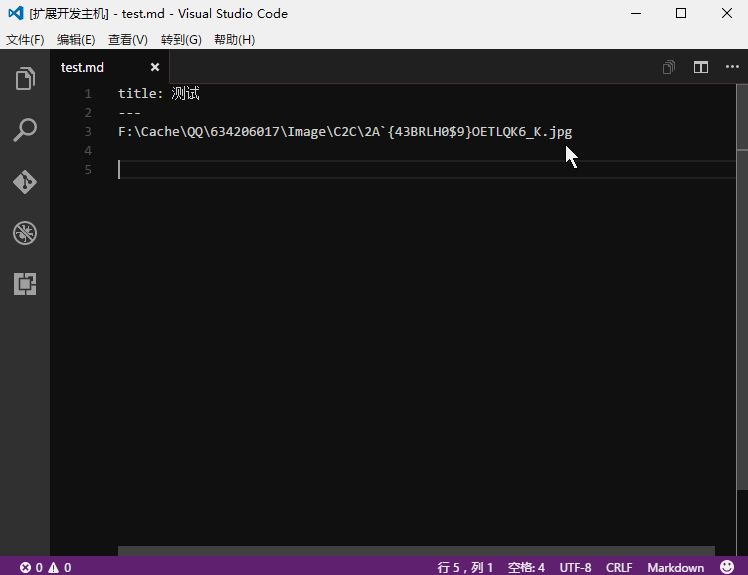 [扩展开发主机] - test.md - Visual Studio Code
文件(F) 编辑(E) 查看(V) 转到(G) 帮助(H)
test.md
1 title: 测试
2 ---
3 F:\Cache\QQ\634206017\Image\C2C\2A`{43BRLH0$9}OETLQK6_K.jpg
4
5
0 0 行 5，列 1 空格: 4 UTF-8 CRLF Markdown